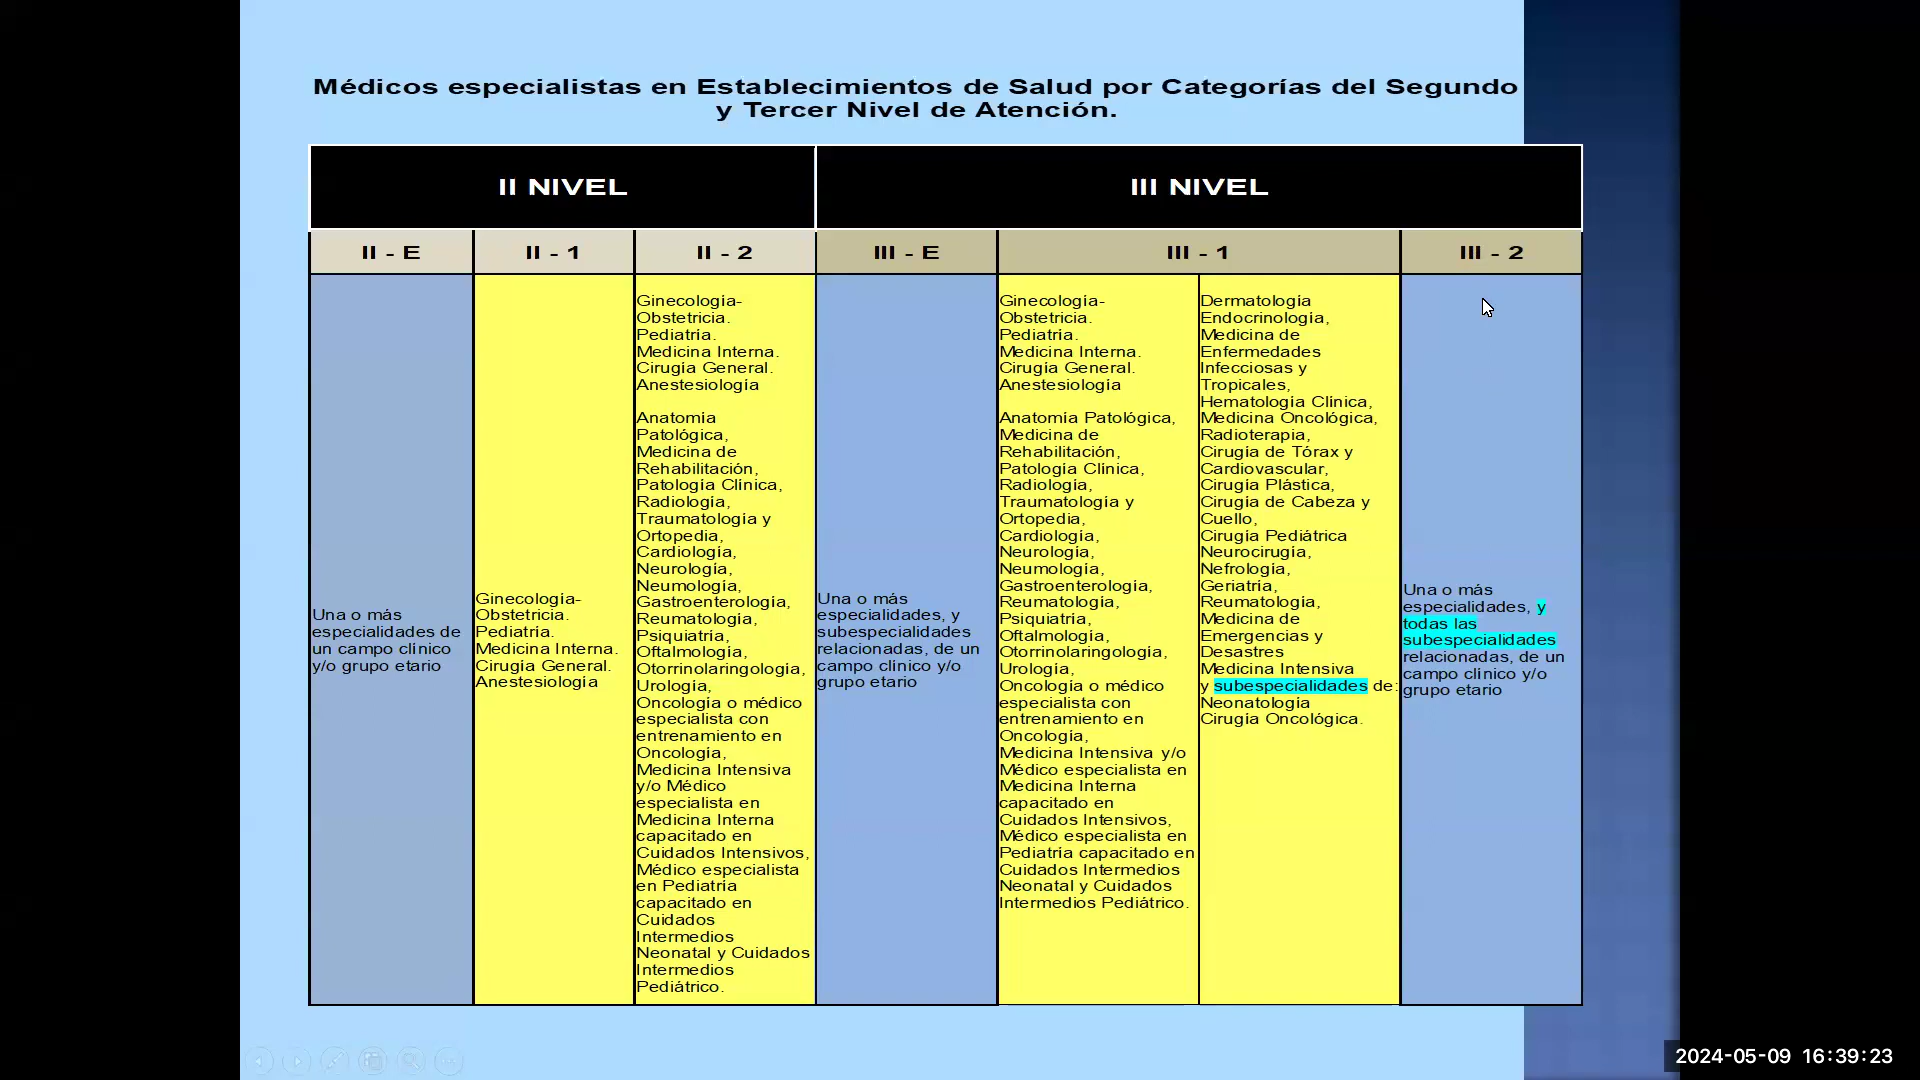 Médicos especialistas en Establecimientos de Salud por Categorías del Segundo
y Tercer Nivel de Atención.
II NIVEL
III NIVEL
II - E
II - 1
II - 2
III - E
III - 1
III - 2
Una o más
especialidades de
un campo clínico
y/o grupo etario
Ginecología-
Obstetricia.
Pediatría.
Medicina Interna.
Cirugía General.
Anestesiología
Ginecología-
Obstetricia.
Pediatría.
Medicina Interna.
Cirugía General.
Anestesiología
Anatomía
Patológica,
Medicina de
Rehabilitación,
Patología Clínica,
Radiología,
Traumatología y
Ortopedia,
Cardiología,
Neurología,
Neumología,
Gastroenterología,
Reumatología,
Psiquiatría,
Oftalmología,
Otorrinolaringología,
Urología,
Oncología o médico
especialista con
entrenamiento en
Oncología,
Medicina Intensiva
y/o Médico
especialista en
Medicina Interna
capacitado en
Cuidados Intensivos,
Médico especialista
en Pediatría
capacitado en
Cuidados
Intermedios
Neonatal y Cuidados
Intermedios
Pediátrico.
Una o más
especialidades, y
subespecialidades
relacionadas, de un
campo clínico y/o
grupo etario
Ginecología-
Obstetricia.
Pediatría.
Medicina Interna.
Cirugía General.
Anestesiología
Anatomía Patológica,
Medicina de
Rehabilitación,
Patología Clínica,
Radiología,
Traumatología y
Ortopedia,
Cardiología,
Neurología,
Neumología,
Gastroenterología,
Reumatología,
Psiquiatría,
Oftalmología,
Otorrinolaringología,
Urología,
Oncología o médico
especialista con
entrenamiento en
Oncología,
Medicina Intensiva y/o
Médico especialista en
Medicina Interna
capacitado en
Cuidados Intensivos,
Médico especialista en
Pediatría capacitado en
Cuidados Intermedios
Neonatal y Cuidados
Intermedios Pediátrico.
Dermatología
Endocrinología,
Medicina de
Enfermedades
Infecciosas y
Tropicales,
Hematología Clínica,
Medicina Oncológica,
Radioterapia,
Cirugía de Tórax y
Cardiovascular,
Cirugía Plástica,
Cirugía de Cabeza y
Cuello,
Cirugía Pediátrica
Neurocirugía,
Nefrología,
Geriatría,
Reumatología,
Medicina de
Emergencias y
Desastres
Medicina Intensiva
y subespecialidades de:
Neonatología
Cirugía Oncológica.
Una o más
especialidades, y
todas las
subespecialidades
relacionadas, de un
campo clínico y/o
grupo etario
2024-05-09 16:39:23